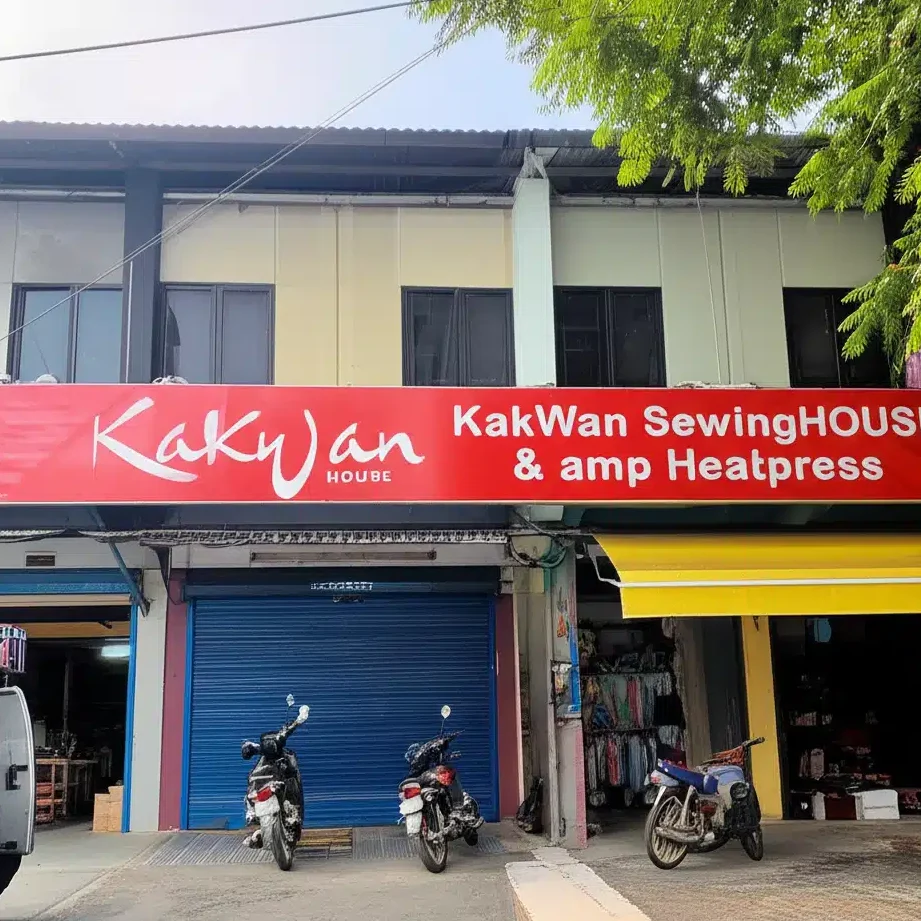 KaKwan
HOUBE
KakWan SewingHOUS
& amp Heatpress